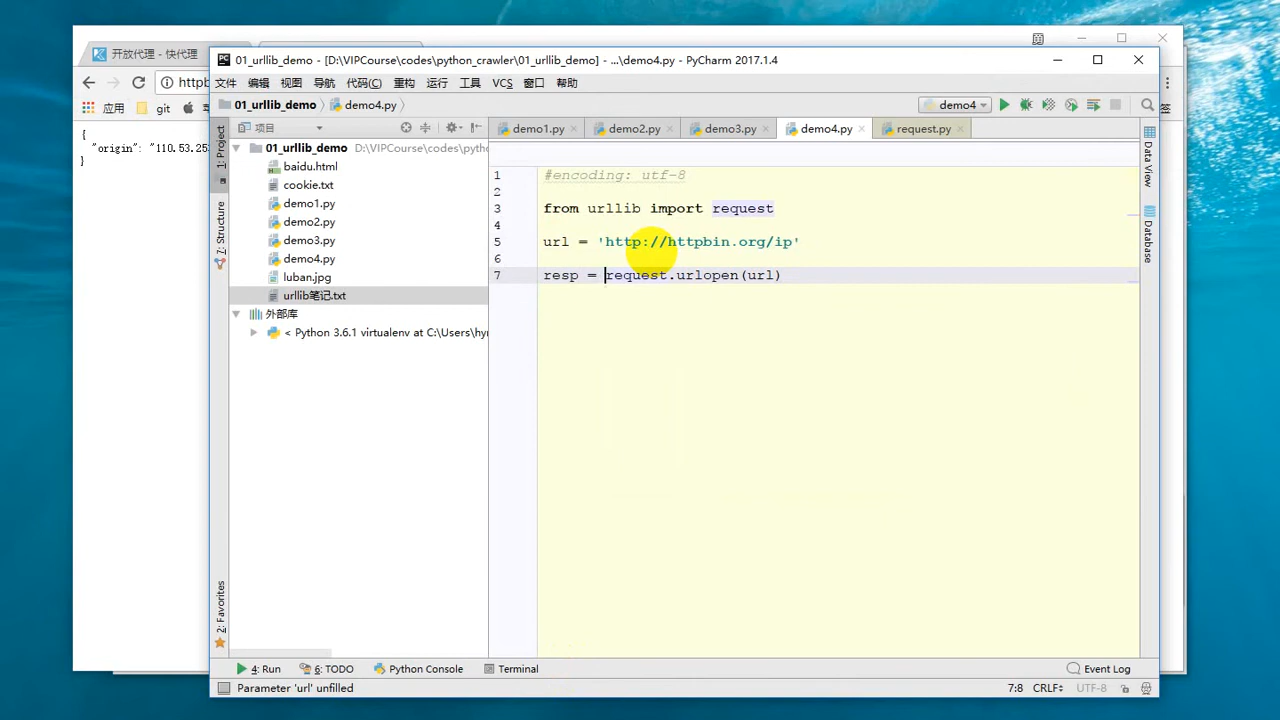 开放代理 - 快代理
httpb
应用 git 签
{
"origin": "110.53.25
}
PC 01_urllib_demo - [D:\VIPCourse\codes\python_crawler\01_urllib_demo] - ...\demo4.py - PyCharm 2017.1.4
文件 编辑 视图 导航 代码(C) 重构 运行 工具 VCS 窗口 帮助
01_urllib_demo demo4.py demo4
项目 demo1.py demo2.py demo3.py demo4.py request.py
1: Project
7: Structure
2: Favorites
01_urllib_demo D:\VIPCourse\codes\pytho
baidu.html
cookie.txt
demo1.py
demo2.py
demo3.py
demo4.py
luban.jpg
urllib笔记.txt
外部库
< Python 3.6.1 virtualenv at C:\Users\hyn
1 #encoding: utf-8
2
3 from urllib import request
4
5 url = 'http://httpbin.org/ip'
6
7 resp = request.urlopen(url)
Data View
Database
4: Run 6: TODO Python Console Terminal Event Log
Parameter 'url' unfilled 7:8 CRLF UTF-8